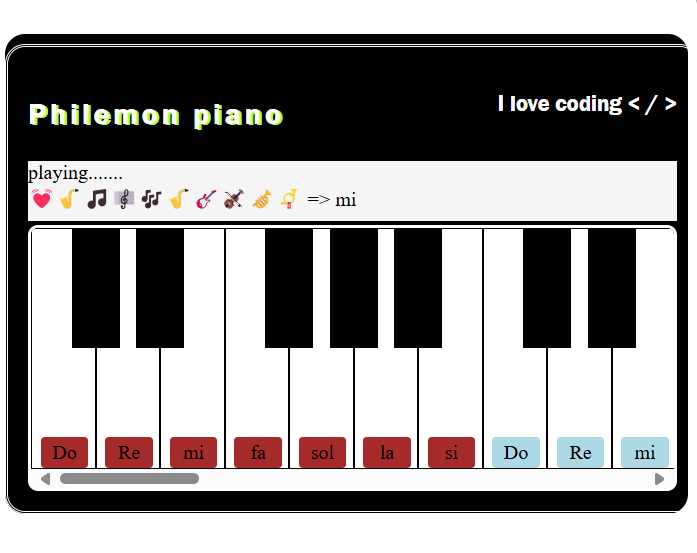 Philemon piano
I love coding < / >
playing.......
💓 🎷 🎵 🎼 🎶 🎷 🎸 🎻 🎺 📯 => mi
Do Re mi fa sol la si Do Re mi